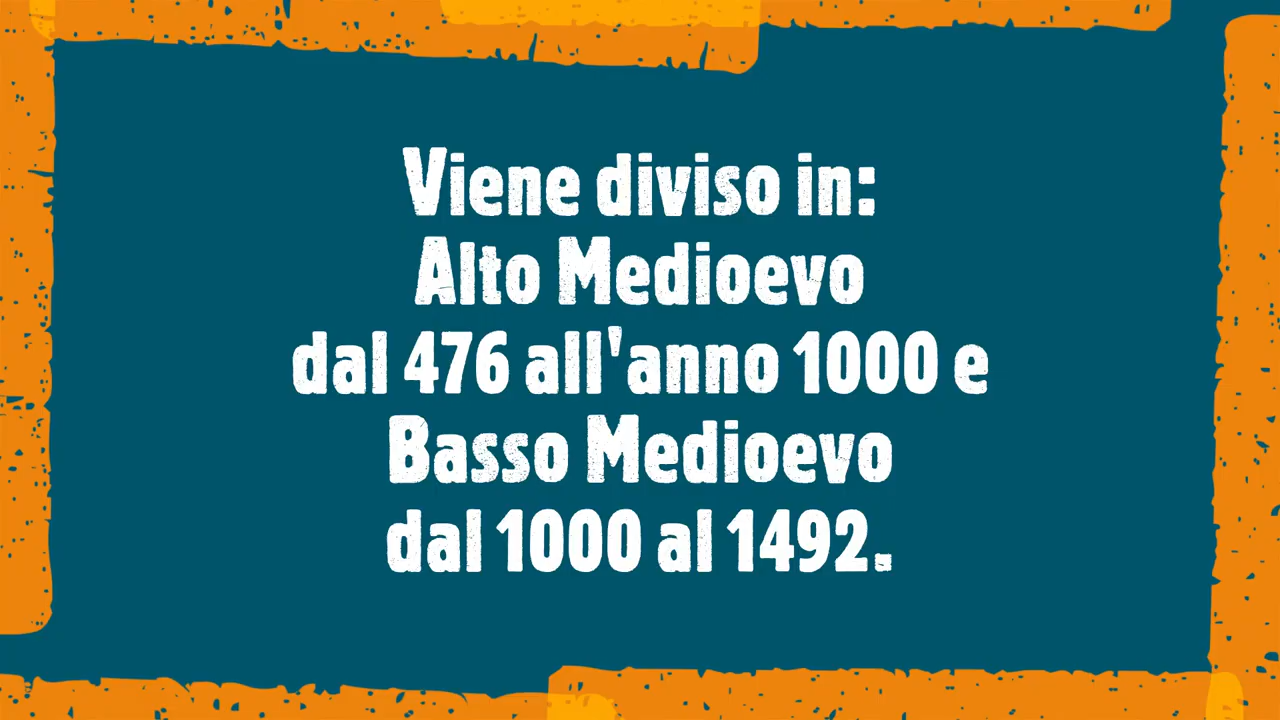 Viene diviso in:
Alto Medioevo
dal 476 all'anno 1000 e
Basso Medioevo
dal 1000 al 1492.